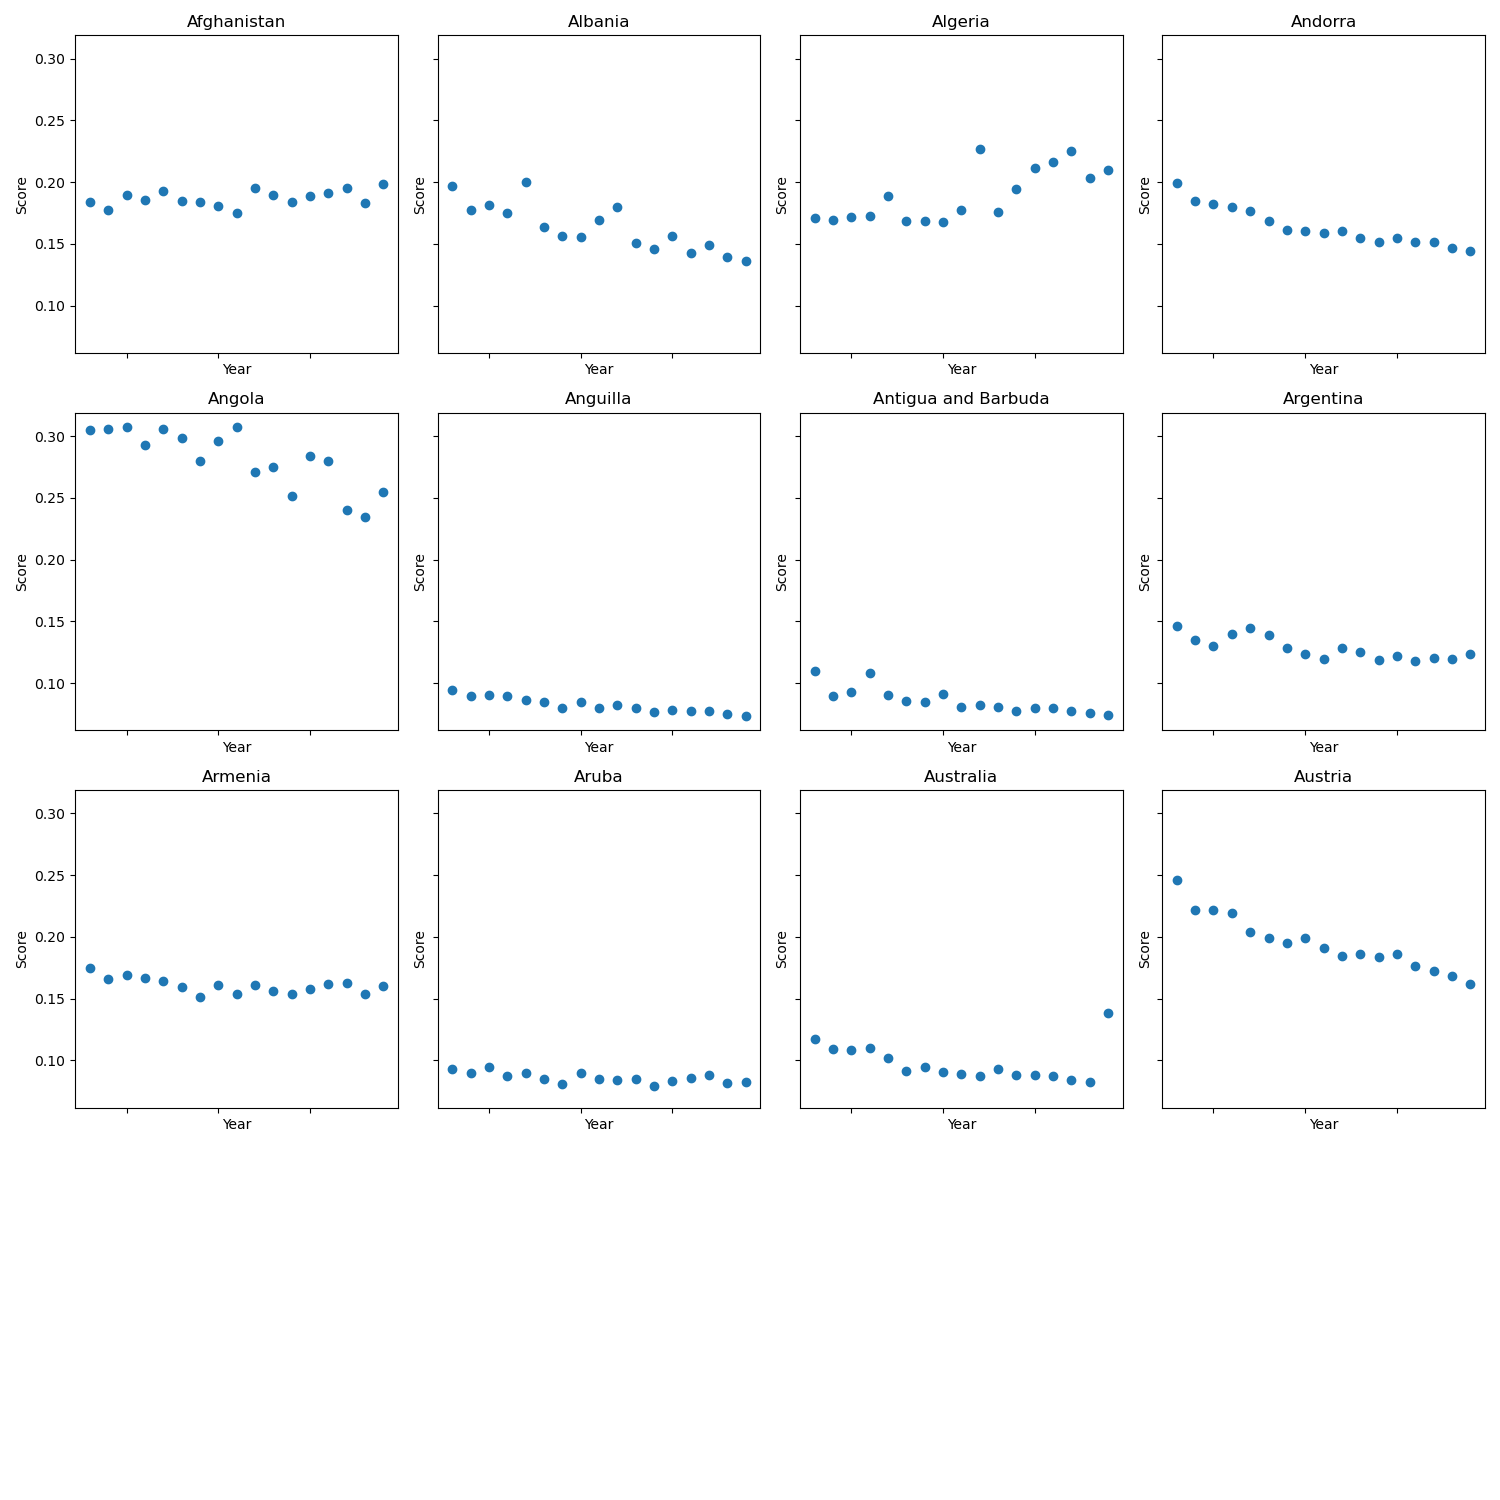 Afghanistan
Albania
Algeria
Andorra
0.30
0.25
0.20
0.15
0.10
Score
Score
Score
Score
Year
Year
Year
Year
Angola
Anguilla
Antigua and Barbuda
Argentina
0.30
0.25
0.20
0.15
0.10
Score
Score
Score
Score
Year
Year
Year
Year
Armenia
Aruba
Australia
Austria
0.30
0.25
0.20
0.15
0.10
Score
Score
Score
Score
Year
Year
Year
Year